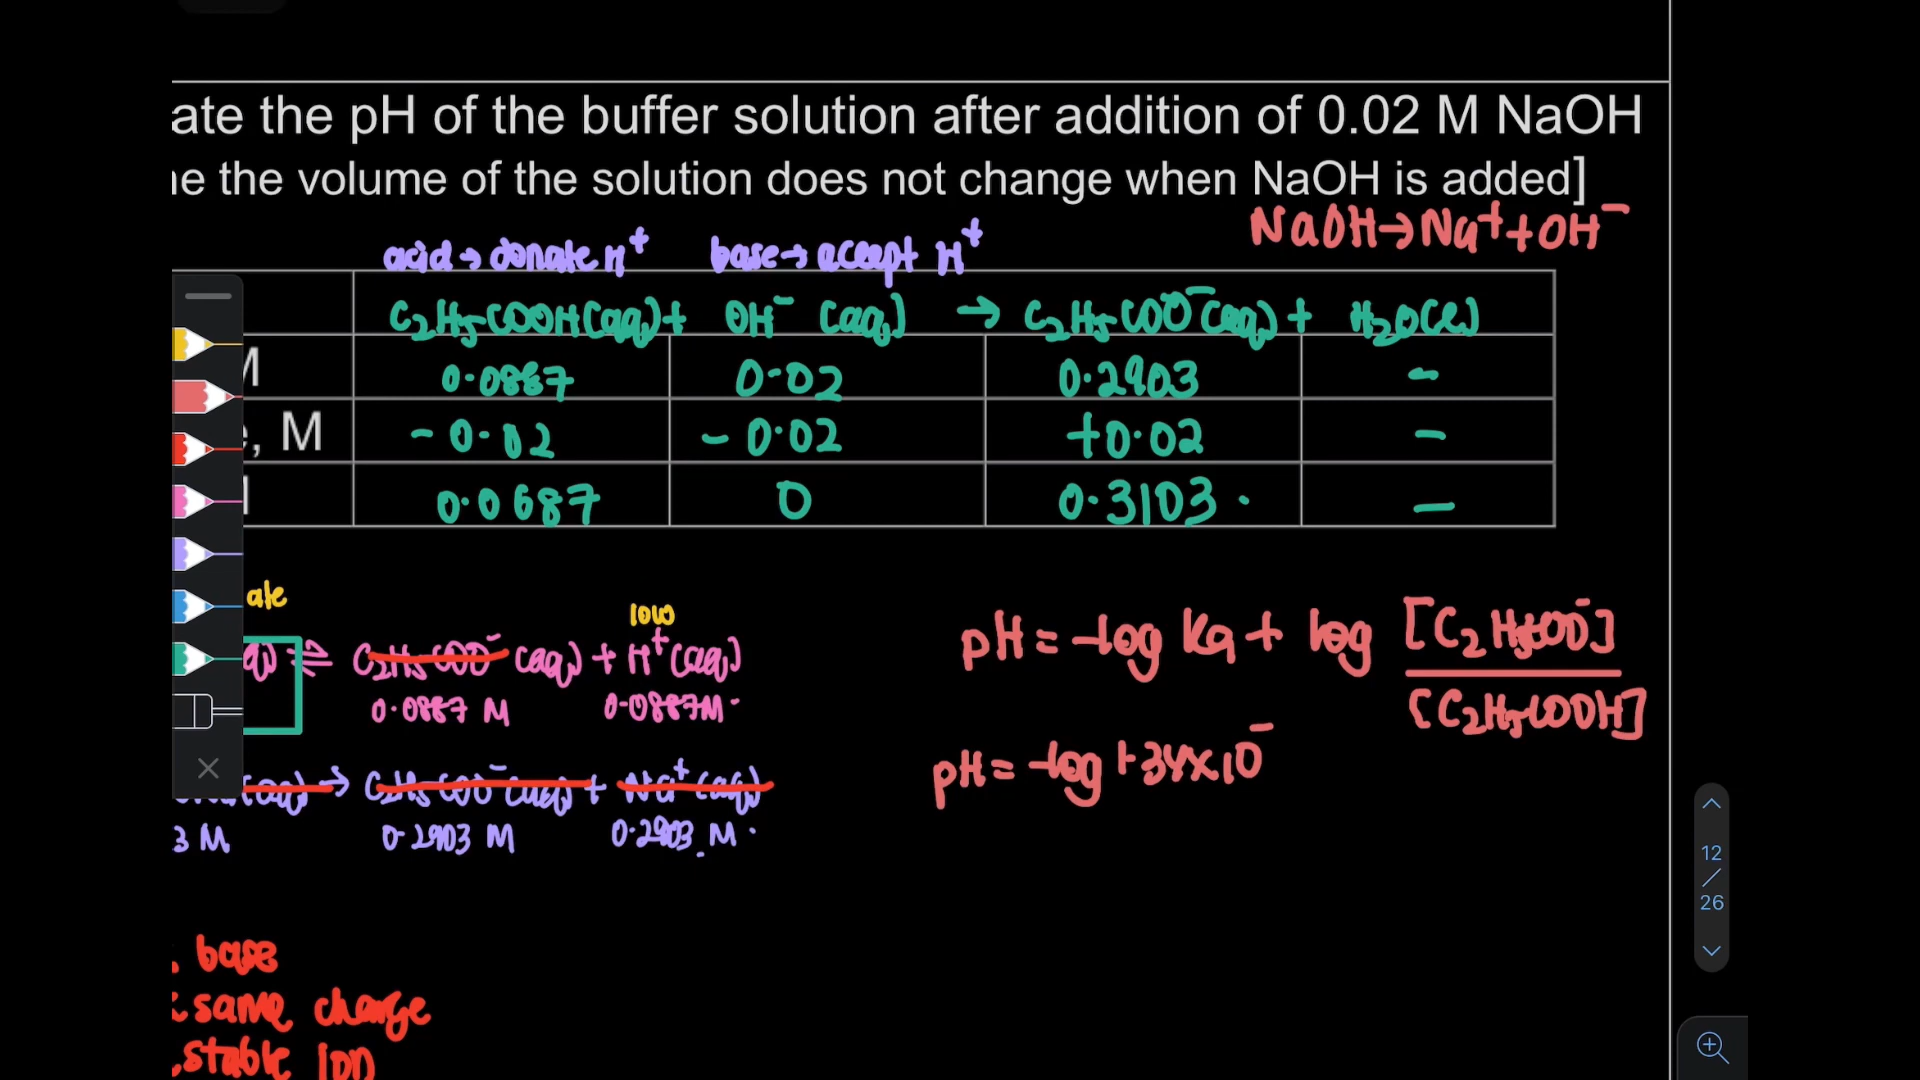 ate the pH of the buffer solution after addition of 0.02 M NaOH
ne the volume of the solution does not change when NaOH is added]
NaOH → Na⁺ + OH⁻
acid → donate H⁺ base → accept H⁺
C₂H₅COOH(aq) + OH⁻ (aq) → C₂H₅COO⁻(aq) + H₂O(l)
M 0.0887 0.02 0.2903 -
e, M - 0.02 - 0.02 +0.02 -
0.0687 0 0.3103 . -
ate
low
q) ⇌ C₂H₅COO⁻ (aq) + H⁺(aq)
0.0887 M 0.0887M.
(aq) → C₂H₅COO⁻(aq) + Na⁺(aq)
3 M 0.2903 M 0.2903 M.
pH = -log Ka + log [C₂H₅COO⁻] / [C₂H₅COOH]
pH = -log 1.34 × 10⁻
base
same charge
stable ion
12
/
26